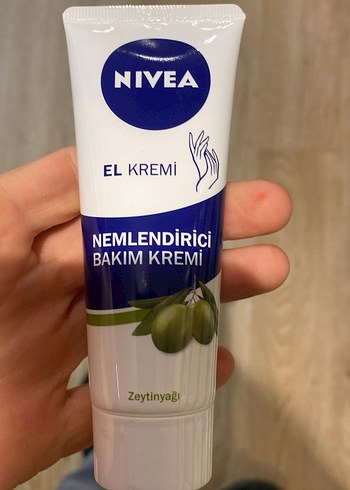 NIVEA
EL KREMİ
NEMLENDİRİCİ
BAKIM KREMİ
Zeytinyağı